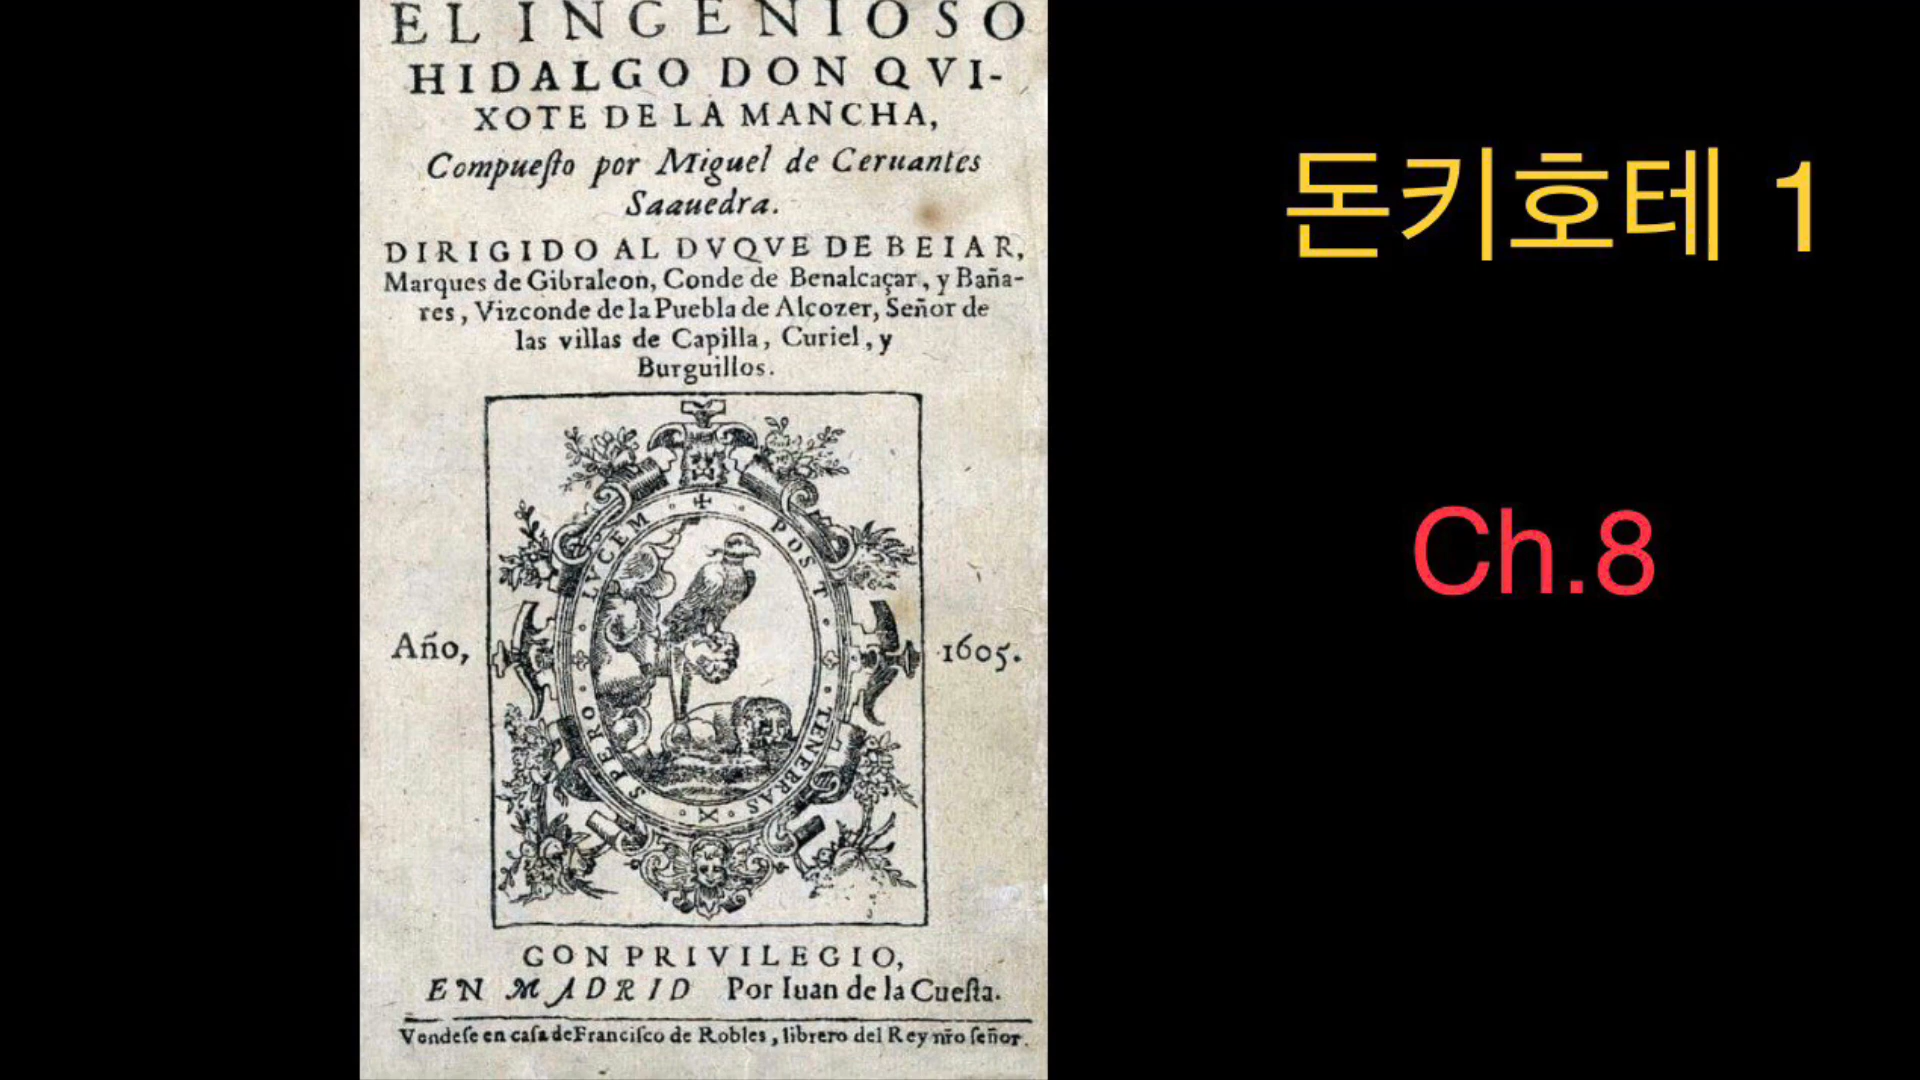 EL INGENIOSO
HIDALGO DON QVI-
XOTE DE LA MANCHA,
Compueſto por Miguel de Ceruantes
Saauedra.
DIRIGIDO AL DVQVE DE BEIAR,
Marques de Gibraleon, Conde de Benalcaçar, y Baña-
res, Vizconde de la Puebla de Alcozer, Señor de
las villas de Capilla, Curiel, y
Burguillos.
SPERO LVCEM POST TENEBRAS
Año, 1605.
CON PRIVILEGIO,
EN MADRID Por Iuan de la Cueſta.
Vendeſe en caſa de Franciſco de Robles, librero del Rey nr̃o ſeñor.
돈키호테 1
Ch.8